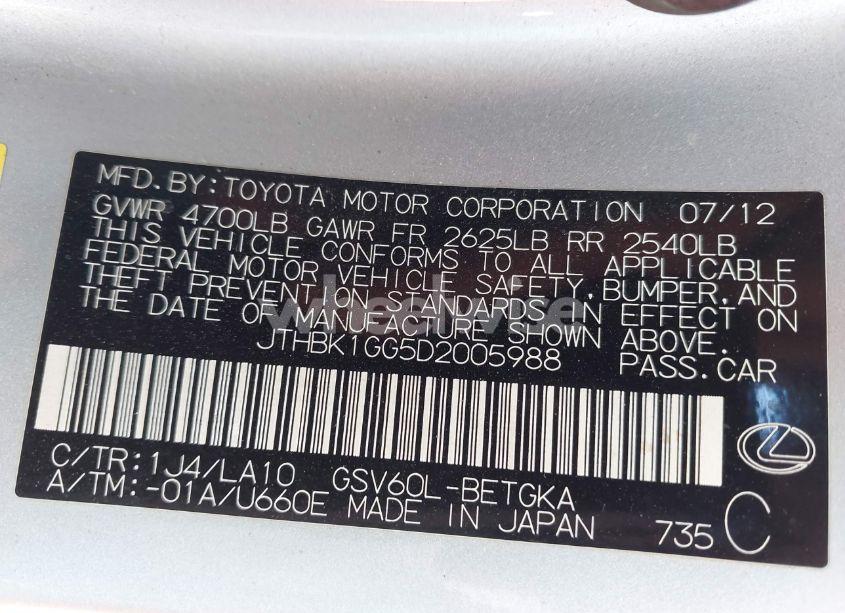 MFD. BY: TOYOTA MOTOR CORPORATION 07/12
GVWR 4700LB GAWR FR 2625LB RR 2540LB
THIS VEHICLE CONFORMS TO ALL APPLICABLE
FEDERAL MOTOR VEHICLE SAFETY, BUMPER, AND
THEFT PREVENTION STANDARDS IN EFFECT ON
THE DATE OF MANUFACTURE SHOWN ABOVE.
JTHBK1GG5D2005988 PASS. CAR
C/TR: 1J4/LA10 GSV60L-BETGKA
A/TM: -01A/U660E MADE IN JAPAN 735 C